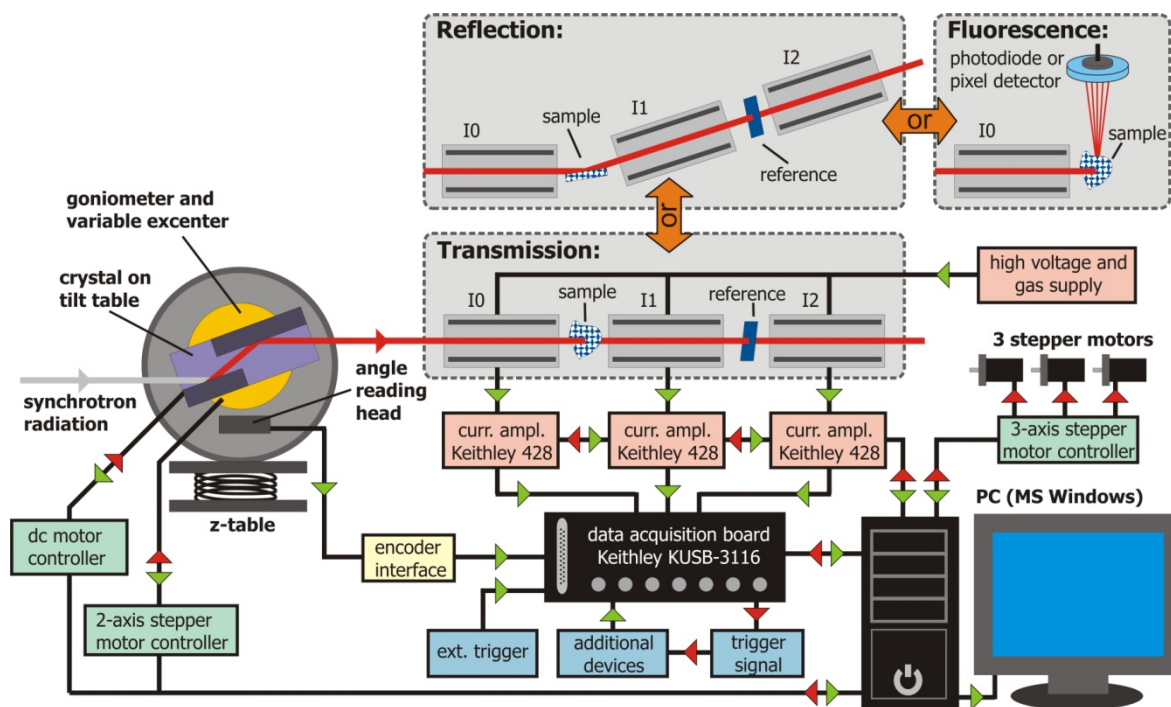 Reflection:
I0
sample
I1
I2
reference
or
Fluorescence:
photodiode or
pixel detector
I0
sample
or
goniometer and
variable excenter
crystal on
tilt table
synchrotron
radiation
angle
reading
head
z-table
Transmission:
I0
sample
I1
reference
I2
high voltage and
gas supply
3 stepper motors
3-axis stepper
motor controller
curr. ampl.
Keithley 428
curr. ampl.
Keithley 428
curr. ampl.
Keithley 428
PC (MS Windows)
dc motor
controller
2-axis stepper
motor controller
encoder
interface
data acquisition board
Keithley KUSB-3116
ext. trigger
additional
devices
trigger
signal